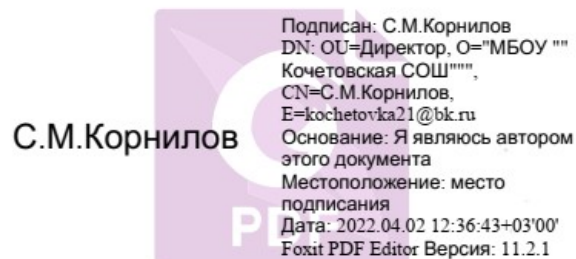 С.М.Корнилов
Подписан: С.М.Корнилов
DN: OU=Директор, O="МБОУ ""
Кочетовская СОШ""",
CN=С.М.Корнилов,
E=kochetovka21@bk.ru
Основание: Я являюсь автором
этого документа
Местоположение: место
подписания
Дата: 2022.04.02 12:36:43+03'00'
Foxit PDF Editor Версия: 11.2.1
PDF